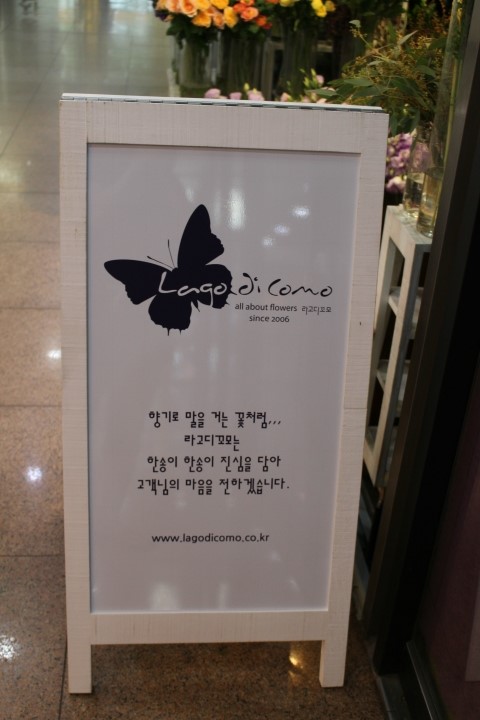 Lago di Como
all about flowers 라고디꼬모
since 2006
향기로 말을 거는 꽃처럼,,,
라고디꼬모는
한송이 한송이 진심을 담아
고객님의 마음을 전하겠습니다.
www.lagodicomo.co.kr